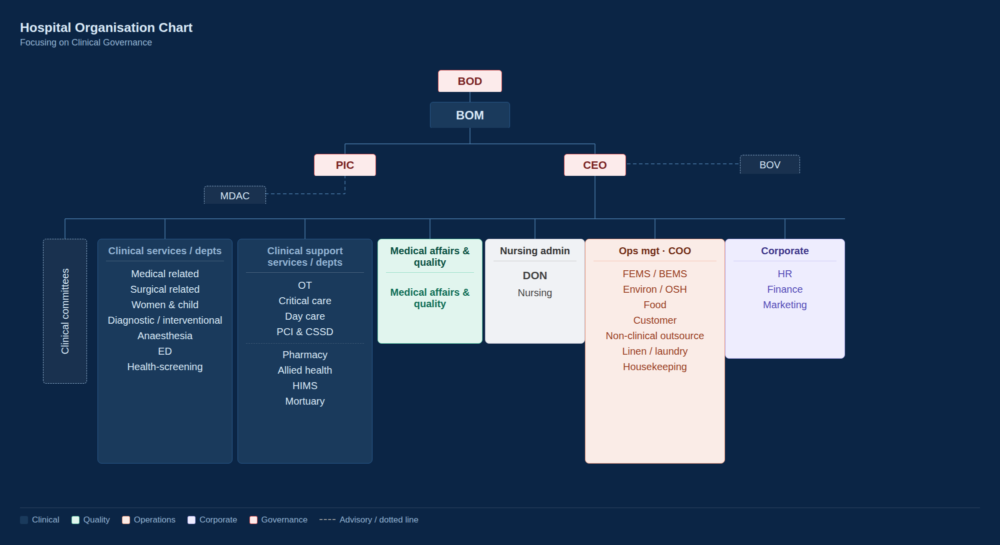 Hospital Organisation Chart
Focusing on Clinical Governance
BOD
BOM
PIC
CEO
BOV
MDAC
Clinical committees
Clinical services / depts
Medical related
Surgical related
Women & child
Diagnostic / interventional
Anaesthesia
ED
Health-screening
Clinical support
services / depts
OT
Critical care
Day care
PCI & CSSD
Pharmacy
Allied health
HIMS
Mortuary
Medical affairs &
quality
Medical affairs &
quality
Nursing admin
DON
Nursing
Ops mgt · COO
FEMS / BEMS
Environ / OSH
Food
Customer
Non-clinical outsource
Linen / laundry
Housekeeping
Corporate
HR
Finance
Marketing
Clinical
Quality
Operations
Corporate
Governance
Advisory / dotted line